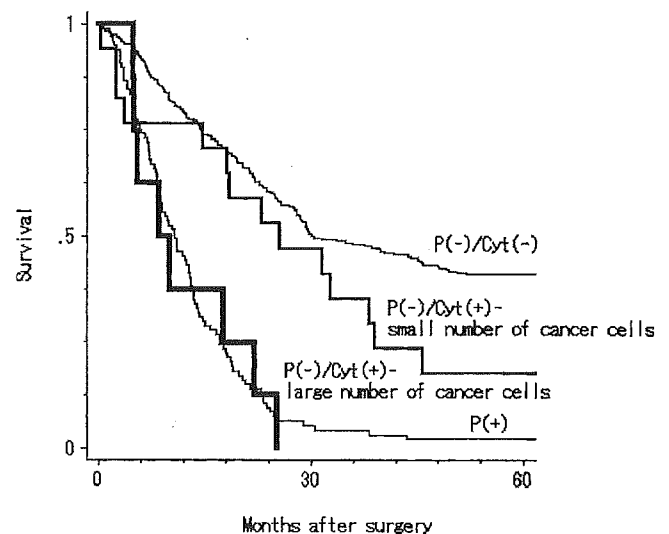 1
Survival
.5
P(-)/Cyt(-)
P(-)/Cyt(+)-
small number of cancer cells
P(-)/Cyt(+)-
large number of cancer cells
P(+)
0
0 30 60
Months after surgery